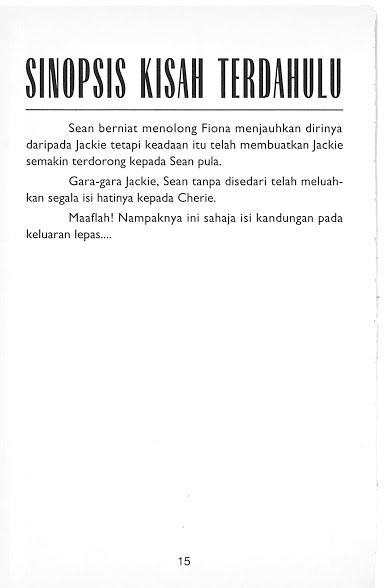 SINOPSIS KISAH TERDAHULU
Sean berniat menolong Fiona menjauhkan dirinya
daripada Jackie tetapi keadaan itu telah membuatkan Jackie
semakin terdorong kepada Sean pula.
Gara-gara Jackie, Sean tanpa disedari telah meluah-
kan segala isi hatinya kepada Cherie.
Maaflah! Nampaknya ini sahaja isi kandungan pada
keluaran lepas....
15